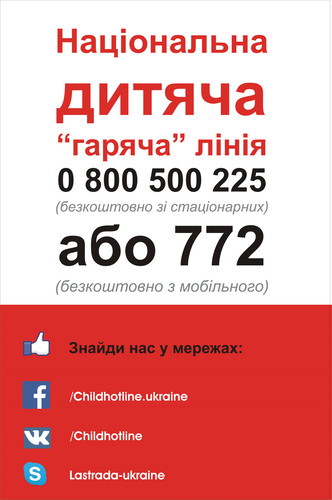 Національна
дитяча
“гаряча” лінія
0 800 500 225
(безкоштовно зі стаціонарних)
або 772
(безкоштовно з мобільного)
Знайди нас у мережах:
/Childhotline.ukraine
/Childhotline
Lastrada-ukraine